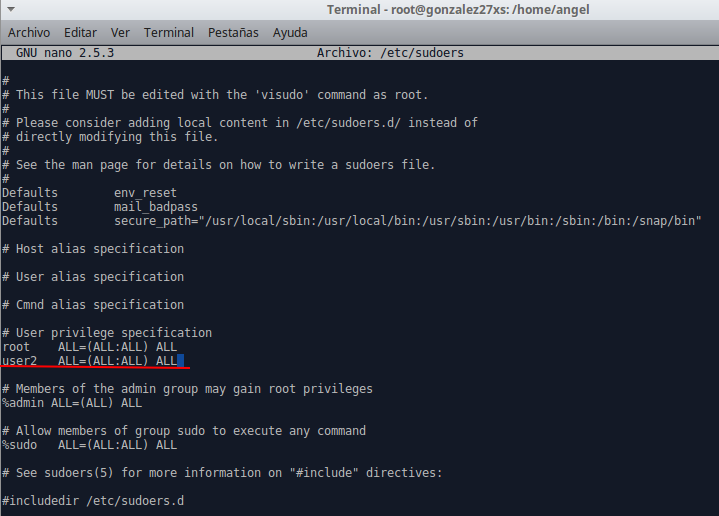 Terminal - root@gonzalez27xs: /home/angel
Archivo Editar Ver Terminal Pestañas Ayuda
GNU nano 2.5.3 Archivo: /etc/sudoers
#
# This file MUST be edited with the 'visudo' command as root.
#
# Please consider adding local content in /etc/sudoers.d/ instead of
# directly modifying this file.
#
# See the man page for details on how to write a sudoers file.
#
Defaults env_reset
Defaults mail_badpass
Defaults secure_path="/usr/local/sbin:/usr/local/bin:/usr/sbin:/usr/bin:/sbin:/bin:/snap/bin"
# Host alias specification
# User alias specification
# Cmnd alias specification
# User privilege specification
root ALL=(ALL:ALL) ALL
user2 ALL=(ALL:ALL) ALL
# Members of the admin group may gain root privileges
%admin ALL=(ALL) ALL
# Allow members of group sudo to execute any command
%sudo ALL=(ALL:ALL) ALL
# See sudoers(5) for more information on "#include" directives:
#includedir /etc/sudoers.d